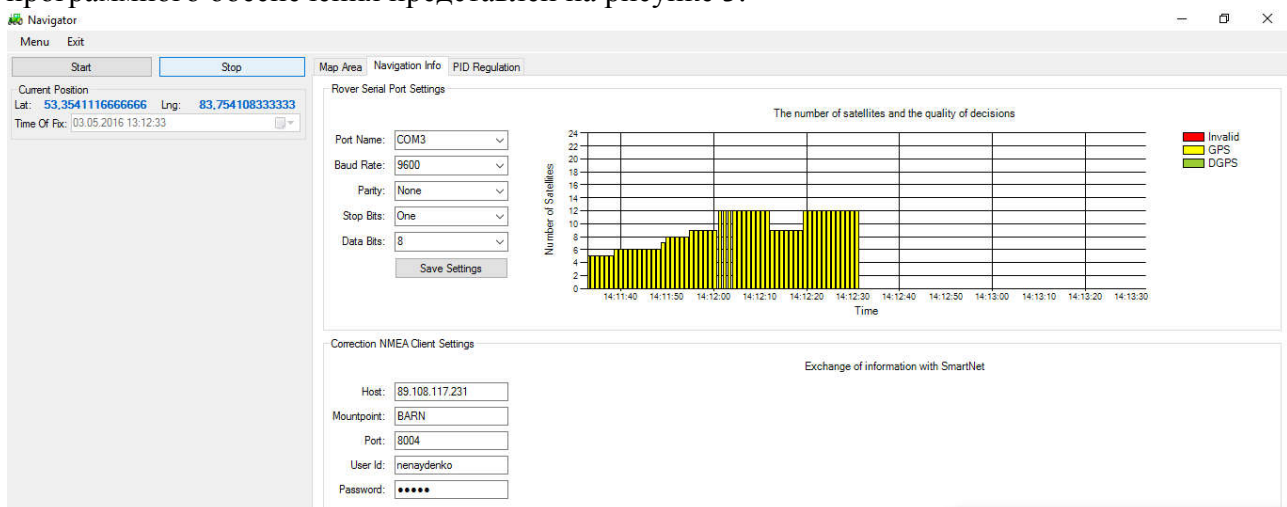 программного обеспечения представлен на рисунке 3.
Navigator
Menu Exit
Start Stop
Map Area Navigation Info PID Regulation
Current Position
Lat: 53,3541116666666 Lng: 83,754108333333
Time Of Fix: 03.05.2016 13:12:33
Rover Serial Port Settings
Port Name: COM3
Baud Rate: 9600
Parity: None
Stop Bits: One
Data Bits: 8
Save Settings
The number of satellites and the quality of decisions
Number of Satellites
24
22
20
18
16
14
12
10
8
6
4
2
0
14:11:40 14:11:50 14:12:00 14:12:10 14:12:20 14:12:30 14:12:40 14:12:50 14:13:00 14:13:10 14:13:20 14:13:30
Time
Invalid
GPS
DGPS
Correction NMEA Client Settings
Exchange of information with SmartNet
Host: 89.108.117.231
Mountpoint: BARN
Port: 8004
User Id: nenaydenko
Password: •••••